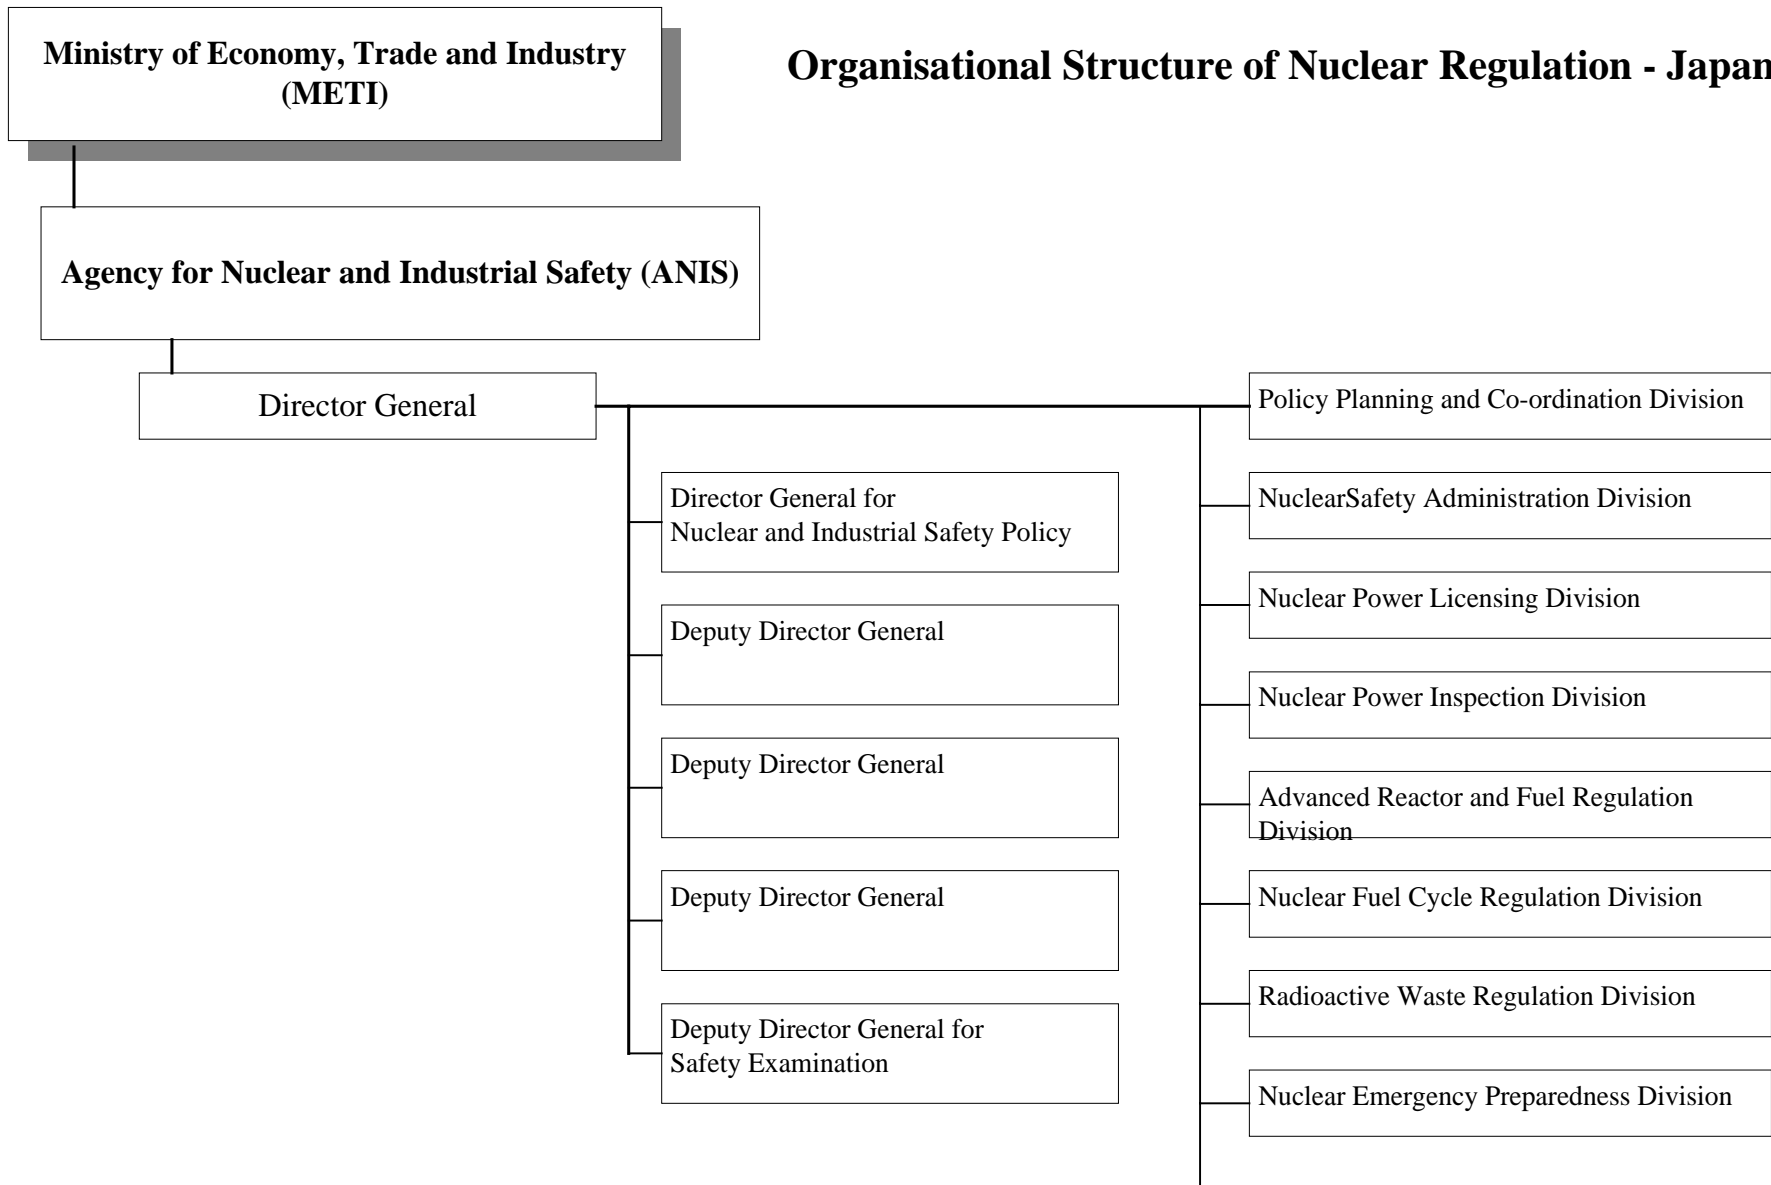 Ministry of Economy, Trade and Industry
(METI)
Organisational Structure of Nuclear Regulation - Japan
Agency for Nuclear and Industrial Safety (ANIS)
Director General
Director General for
Nuclear and Industrial Safety Policy
Deputy Director General
Deputy Director General
Deputy Director General
Deputy Director General for
Safety Examination
Policy Planning and Co-ordination Division
NuclearSafety Administration Division
Nuclear Power Licensing Division
Nuclear Power Inspection Division
Advanced Reactor and Fuel Regulation
Division
Nuclear Fuel Cycle Regulation Division
Radioactive Waste Regulation Division
Nuclear Emergency Preparedness Division